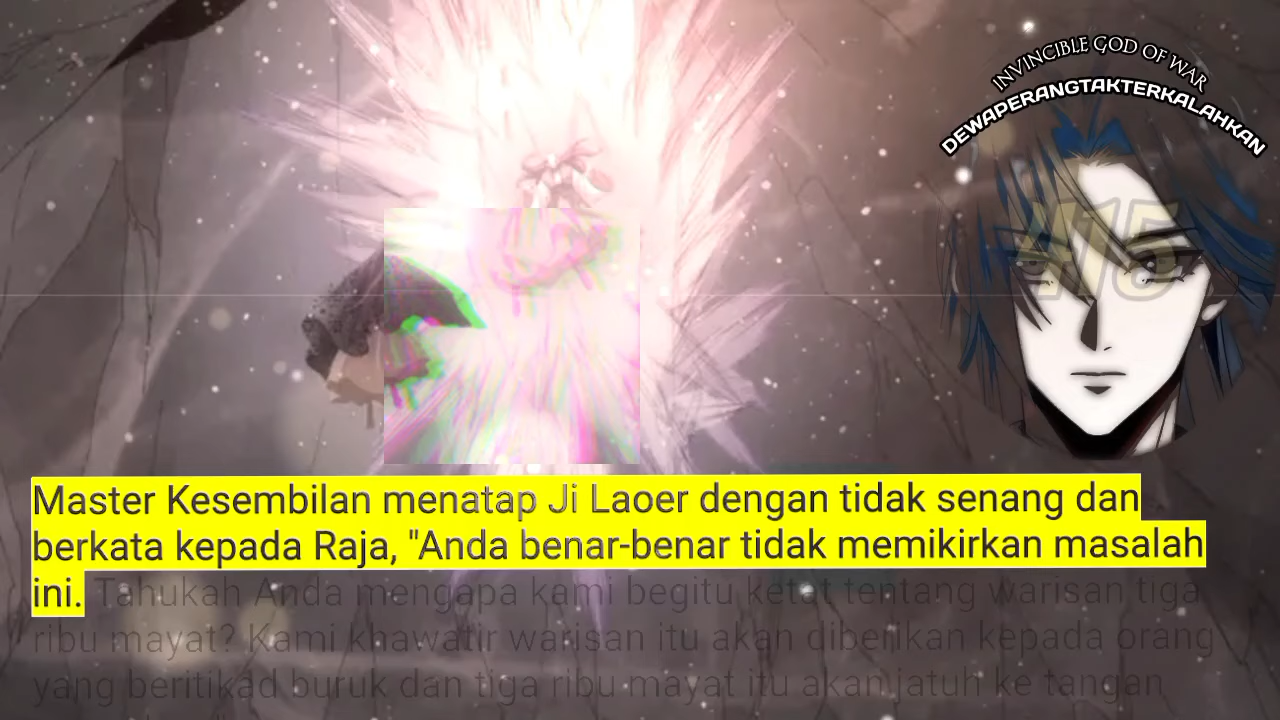 INVINCIBLE GOD OF WAR
DEWAPERANGTAKTERKALAHKAN
Master Kesembilan menatap Ji Laoer dengan tidak senang dan
berkata kepada Raja, "Anda benar-benar tidak memikirkan masalah
ini. Tahukah Anda mengapa kami begitu ketat tentang warisan tiga
ribu mayat? Kami khawatir warisan itu akan diberikan kepada orang
yang beritikad buruk dan tiga ribu mayat itu akan jatuh ke tangan